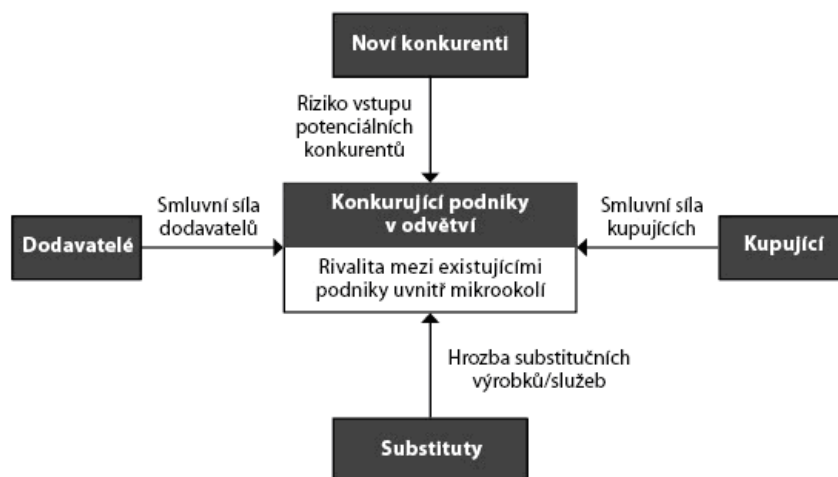 Noví konkurenti
Riziko vstupu
potenciálních
konkurentů
Dodavatelé
Smluvní síla
dodavatelů
Konkurující podniky
v odvětví
Rivalita mezi existujícími
podniky uvnitř mikrookolí
Smluvní síla
kupujících
Kupující
Hrozba substitučních
výrobků/služeb
Substituty